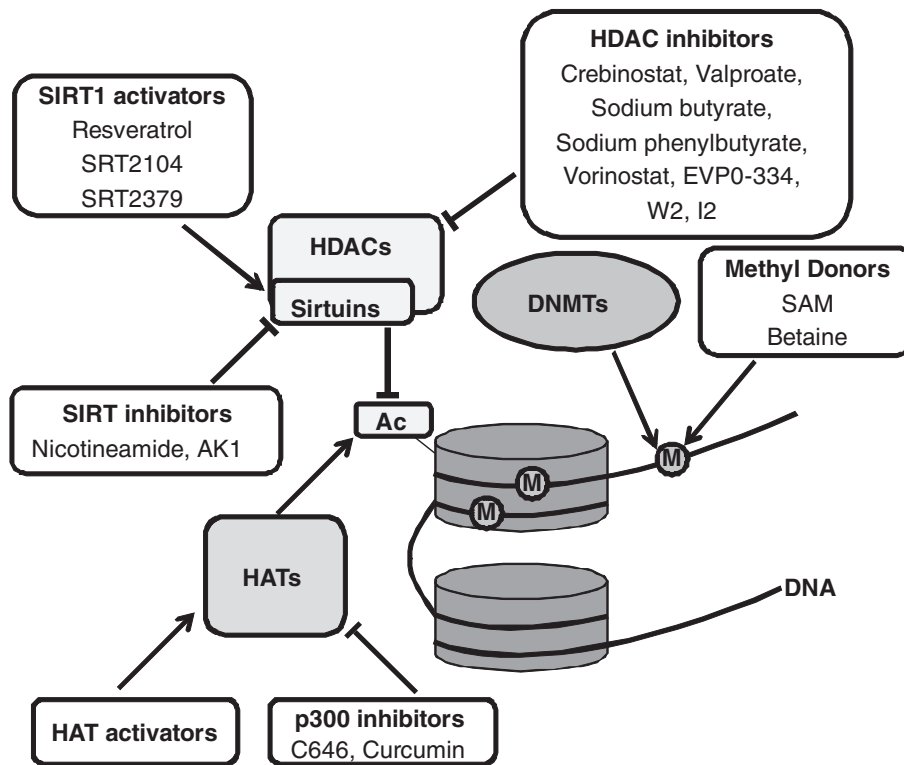 HDAC inhibitors
Crebinostat, Valproate,
Sodium butyrate,
Sodium phenylbutyrate,
Vorinostat, EVP0-334,
W2, I2
SIRT1 activators
Resveratrol
SRT2104
SRT2379
HDACs
Sirtuins
DNMTs
Methyl Donors
SAM
Betaine
SIRT inhibitors
Nicotineamide, AK1
Ac
M
M
M
HATs
DNA
HAT activators
p300 inhibitors
C646, Curcumin